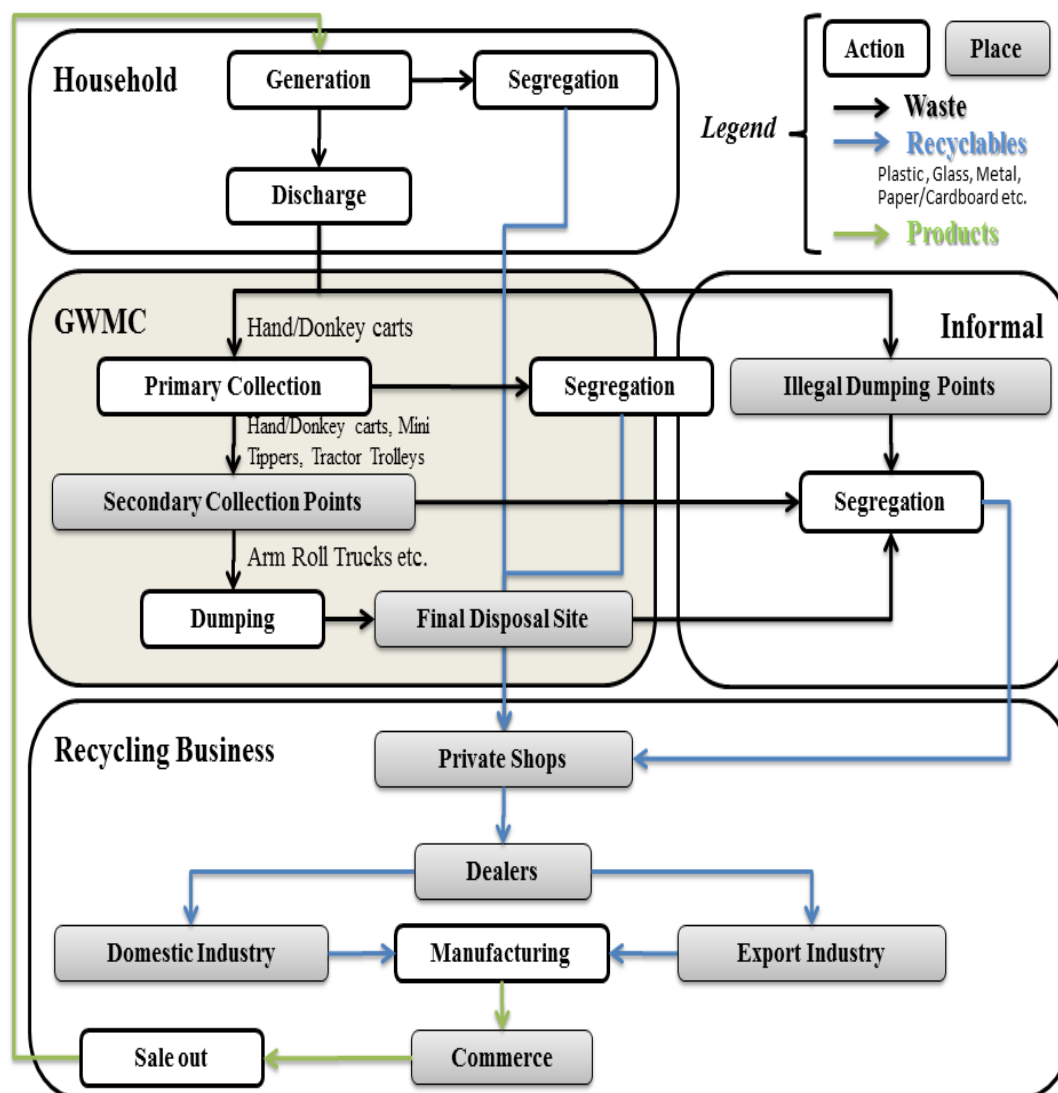 Household
Generation
Segregation
Discharge
Legend
Action
Place
Waste
Recyclables
Plastic, Glass, Metal,
Paper/Cardboard etc.
Products
GWMC
Hand/Donkey carts
Primary Collection
Segregation
Hand/Donkey carts, Mini
Tippers, Tractor Trolleys
Secondary Collection Points
Arm Roll Trucks etc.
Dumping
Final Disposal Site
Informal
Illegal Dumping Points
Segregation
Recycling Business
Private Shops
Dealers
Domestic Industry
Manufacturing
Export Industry
Sale out
Commerce